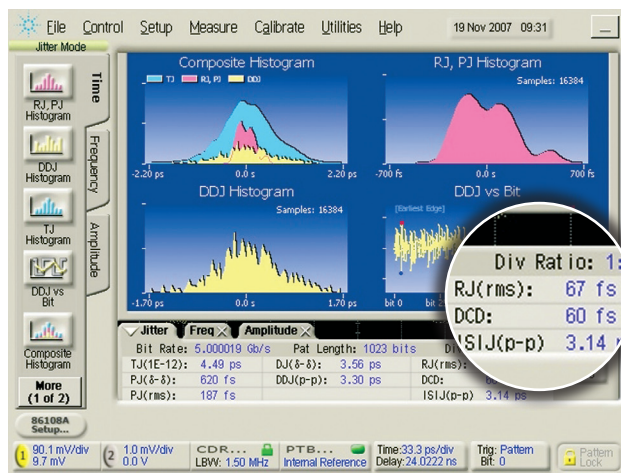 File Control Setup Measure Calibrate Utilities Help 19 Nov 2007 09:31
Jitter Mode
RJ, PJ
Histogram
DDJ
Histogram
TJ
Histogram
DDJ vs
Bit
Composite
Histogram
More
(1 of 2)
86108A
Setup...
Time
Frequency
Amplitude
Composite Histogram
TJ RJ, PJ DDJ
-2.20 ps 0.0 s 2.20 ps
RJ, PJ Histogram
Samples: 16384
-700 fs 0.0 s 700 fs
DDJ Histogram
Samples: 16384
-1.70 ps 0.0 s 1.70 ps
DDJ vs Bit
[Earliest Edge]
bit 0
Div Ratio: 1:
RJ(rms): 67 fs
DCD: 60 fs
ISIJ(p-p) 3.14
Jitter Freq Amplitude
Bit Rate: 5.000019 Gb/s Pat Length: 1023 bits
TJ(1E-12): 4.49 ps DJ(δ-δ): 3.56 ps RJ(rms):
PJ(δ-δ): 620 fs DDJ(p-p): 3.30 ps DCD:
PJ(rms): 187 fs ISIJ(p-p) 3.14 ps
1 90.1 mV/div
9.7 mV
2 1.0 mV/div
0.0 V
CDR...
LBW: 1.50 MHz
PTB...
Internal Reference
Time:33.3 ps/div
Delay:24.0222 ns
Trig: Pattern
Bit: 0
Pattern
Lock